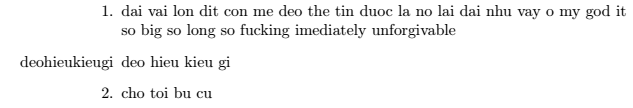 1. dai vai lon dit con me deo the tin duoc la no lai dai nhu vay o my god it
so big so long so fucking imediately unforgivable
deohieukieugi deo hieu kieu gi
2. cho toi bu cu